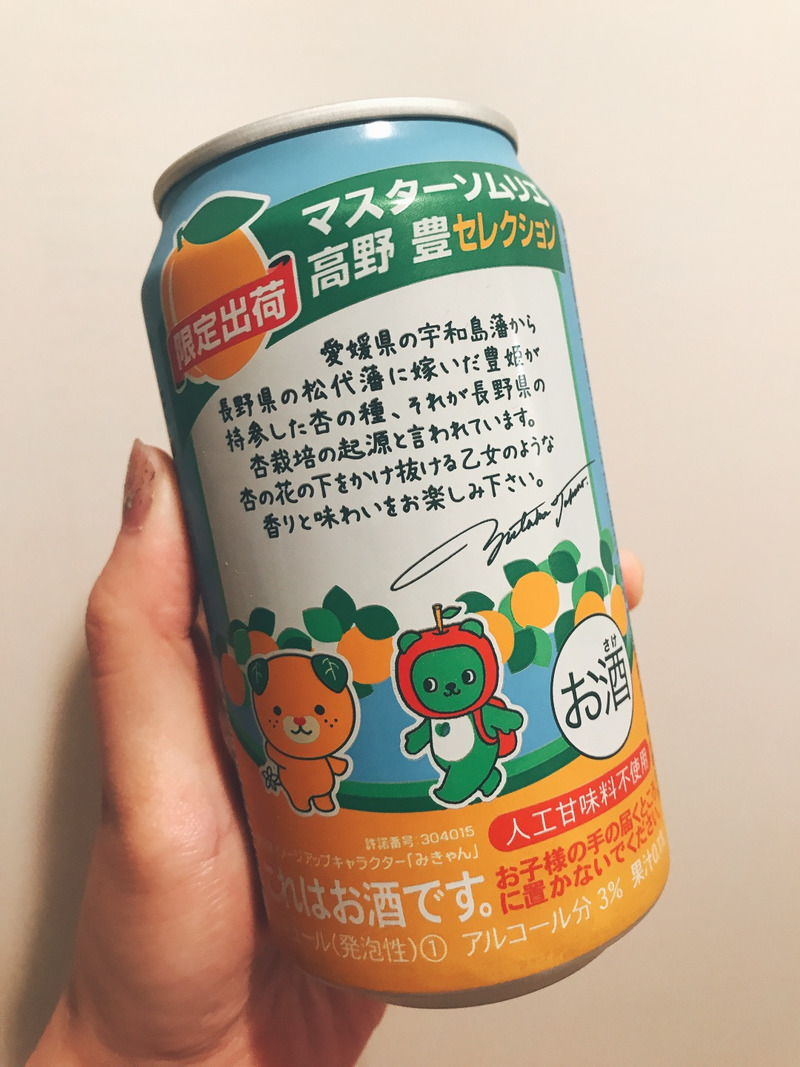 マスターソムリエ
高野 豊セレクション
限定出荷
愛媛県の宇和島藩から
長野県の松代藩に嫁いだ豊姫が
持参した杏の種、それが長野県の
杏栽培の起源と言われています。
杏の花の下をかけ抜ける乙女のような
香りと味わいをお楽しみ下さい。
さけ
お酒
人工甘味料不使用
許諾番号 304015
アップキャラクター「みきゃん」
お子様の手の届くところ
に置かないでください
れはお酒です。
ール(発泡性)① アルコール分 3% 果汁0.